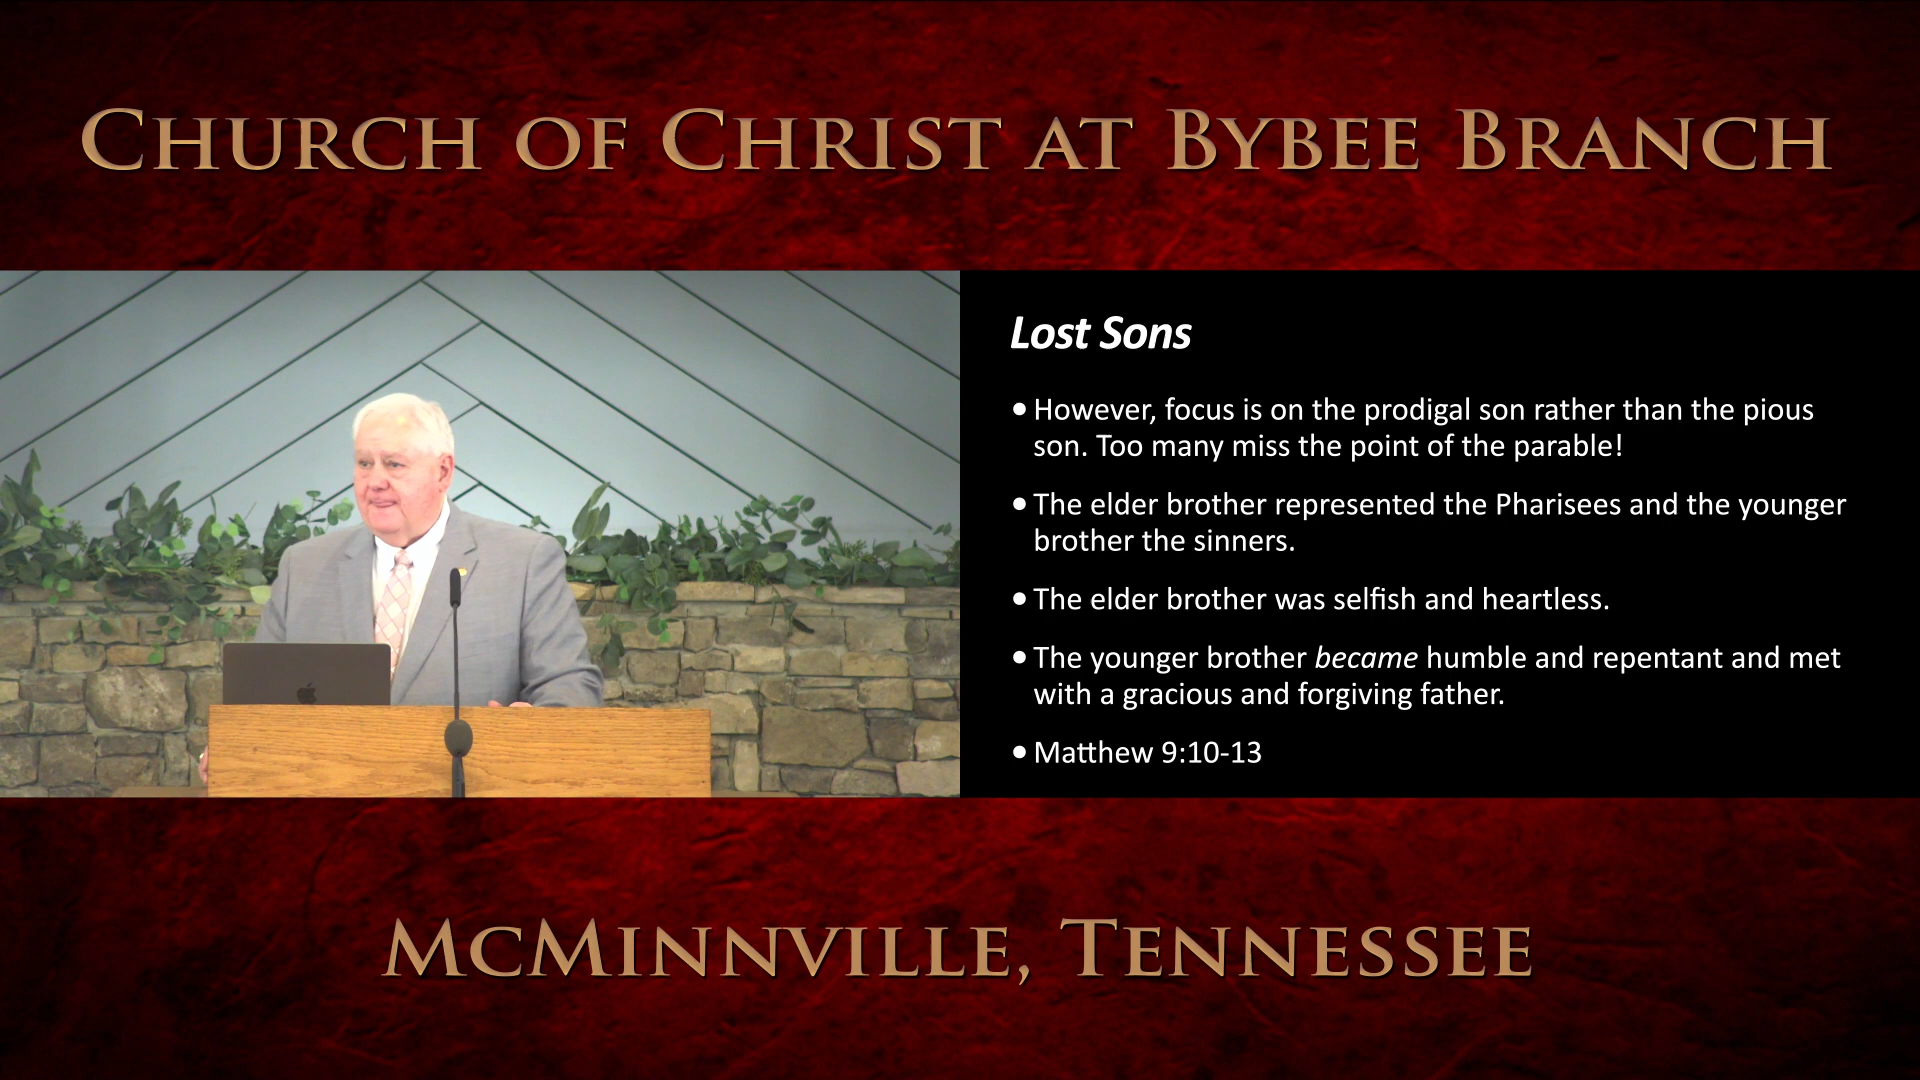 Church of Christ at Bybee Branch
Lost Sons
• However, focus is on the prodigal son rather than the pious
son. Too many miss the point of the parable!
• The elder brother represented the Pharisees and the younger
brother the sinners.
• The elder brother was selfish and heartless.
• The younger brother became humble and repentant and met
with a gracious and forgiving father.
• Matthew 9:10-13
McMinnville, Tennessee